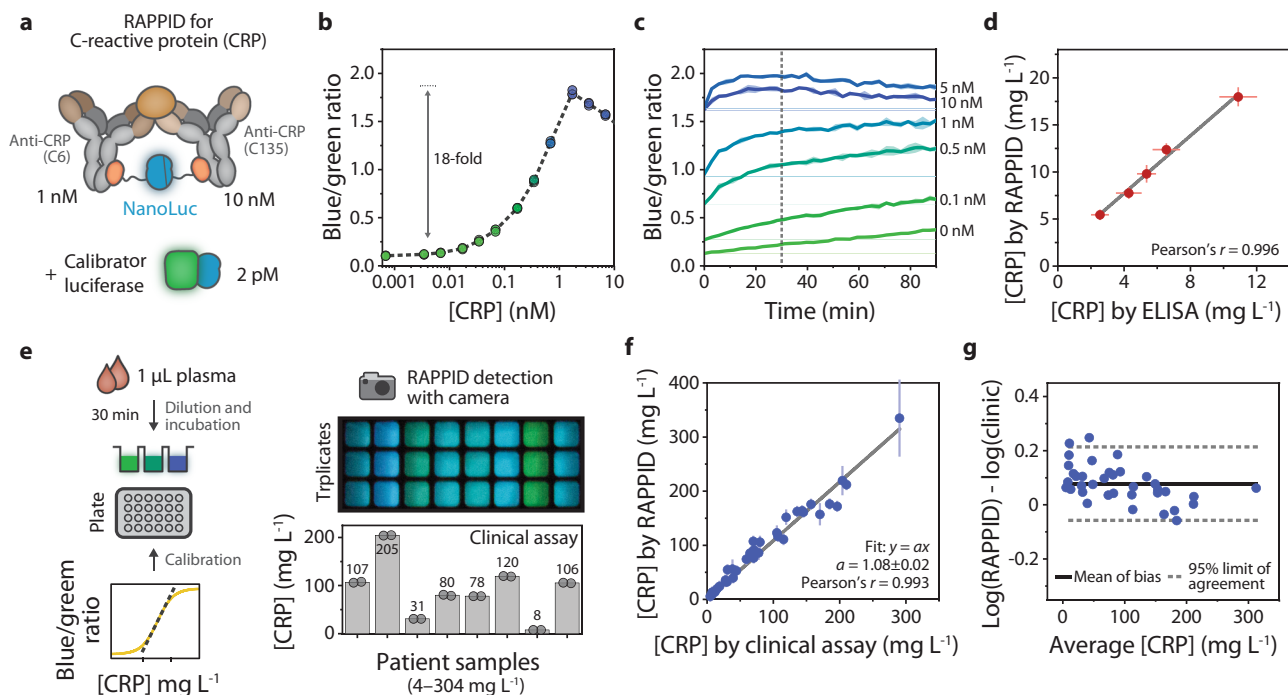 a
RAPPID for
C-reactive protein (CRP)
Anti-CRP
(C6)
Anti-CRP
(C135)
1 nM
10 nM
NanoLuc
+ Calibrator
luciferase
2 pM
b
Blue/green ratio
2.0
1.5
1.0
0.5
0.0
18-fold
0.001
0.01
0.1
1
10
[CRP] (nM)
c
Blue/green ratio
2.0
1.5
1.0
0.5
0.0
5 nM
10 nM
1 nM
0.5 nM
0.1 nM
0 nM
0
20
40
60
80
Time (min)
d
[CRP] by RAPPID (mg L⁻¹)
20
15
10
5
0
Pearson's r = 0.996
0
4
8
12
[CRP] by ELISA (mg L⁻¹)
e
1 µL plasma
30 min
Dilution and
incubation
Plate
Calibration
Blue/greem
ratio
[CRP] mg L⁻¹
RAPPID detection
with camera
Trplicates
[CRP] (mg L⁻¹)
200
100
0
Clinical assay
107
205
31
80
78
120
8
106
Patient samples
(4–304 mg L⁻¹)
f
[CRP] by RAPPID (mg L⁻¹)
400
300
200
100
0
Fit: y = ax
a = 1.08±0.02
Pearson's r = 0.993
0
100
200
300
[CRP] by clinical assay (mg L⁻¹)
g
Log(RAPPID) - log(clinic)
0.4
0.2
0
-0.2
Mean of bias
95% limit of
agreement
0
100
200
300
Average [CRP] (mg L⁻¹)